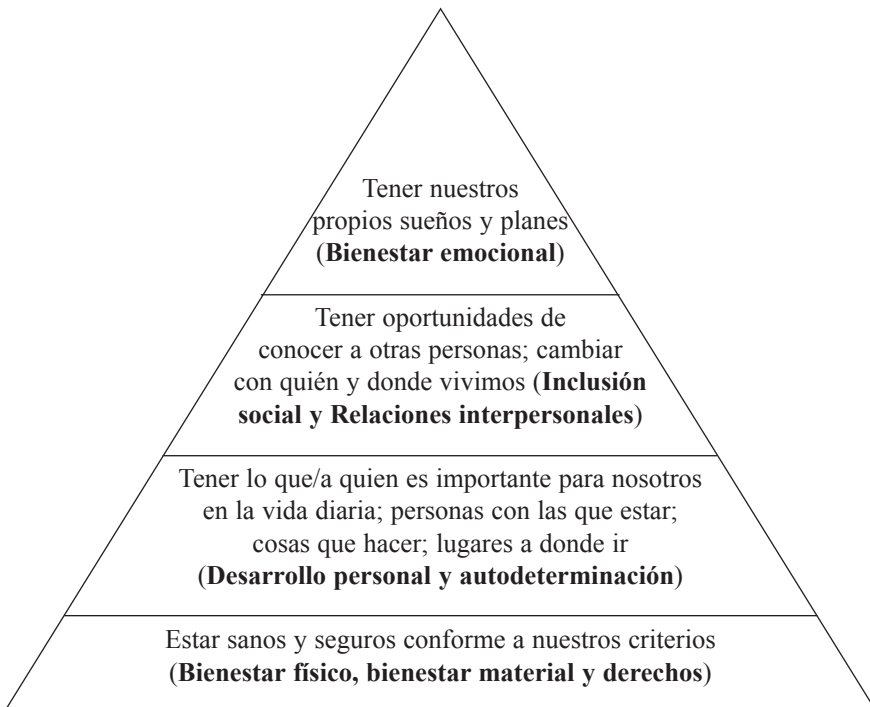 Tener nuestros
propios sueños y planes
(Bienestar emocional)
Tener oportunidades de
conocer a otras personas; cambiar
con quién y donde vivimos (Inclusión
social y Relaciones interpersonales)
Tener lo que/a quien es importante para nosotros
en la vida diaria; personas con las que estar;
cosas que hacer; lugares a donde ir
(Desarrollo personal y autodeterminación)
Estar sanos y seguros conforme a nuestros criterios
(Bienestar físico, bienestar material y derechos)